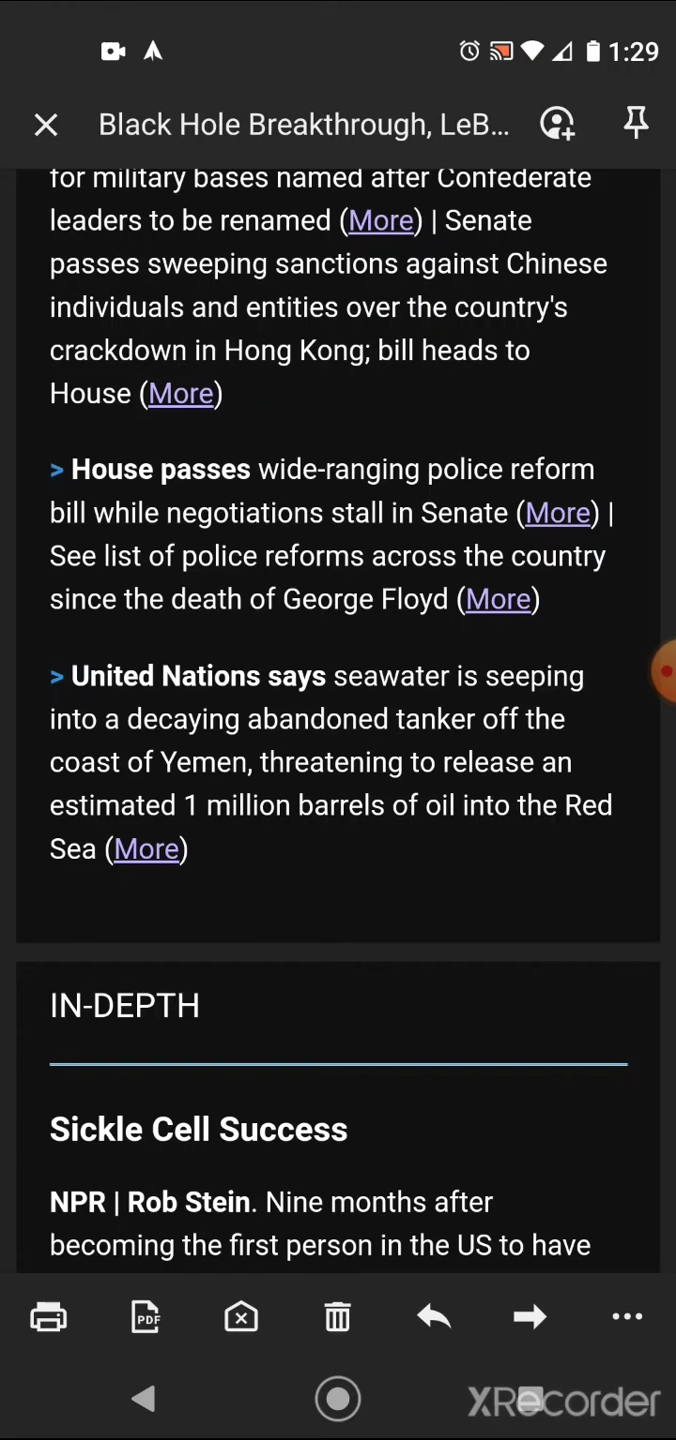 1:29
Black Hole Breakthrough, LeB...
for military bases named after Confederate
leaders to be renamed (More) | Senate
passes sweeping sanctions against Chinese
individuals and entities over the country's
crackdown in Hong Kong; bill heads to
House (More)
> House passes wide-ranging police reform
bill while negotiations stall in Senate (More) |
See list of police reforms across the country
since the death of George Floyd (More)
> United Nations says seawater is seeping
into a decaying abandoned tanker off the
coast of Yemen, threatening to release an
estimated 1 million barrels of oil into the Red
Sea (More)
IN-DEPTH
Sickle Cell Success
NPR | Rob Stein. Nine months after
becoming the first person in the US to have
PDF
XRecorder